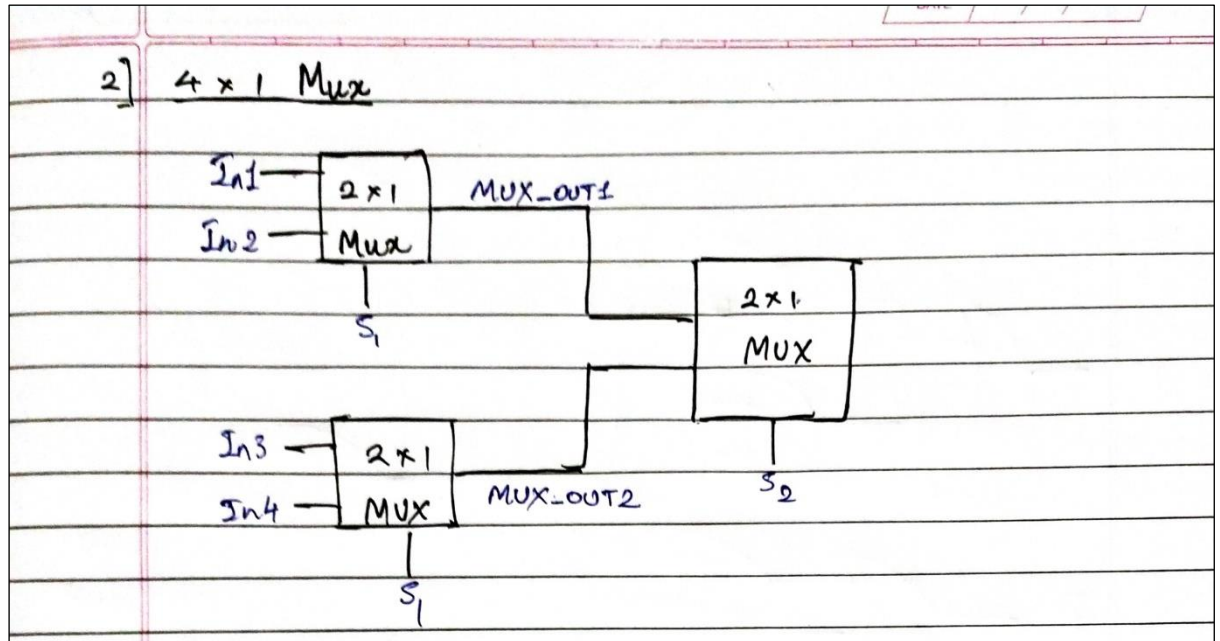 DATE / /
2] 4 × 1 Mux
In1
2×1
Mux
MUX_OUT1
In2
S1
2×1
MUX
In3
2×1
MUX
MUX_OUT2
In4
S1
S2